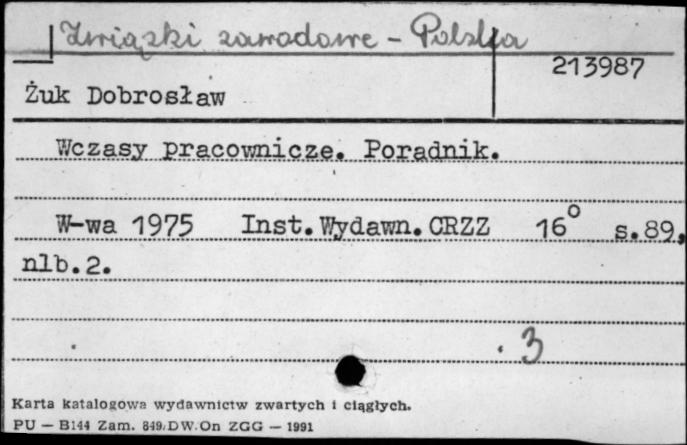 Związki zawodowe - Polska
213987
Żuk Dobrosław
Wczasy pracownicze. Poradnik.
W-wa 1975 Inst.Wydawn.CRZZ 16° s.89,
nlb.2.
3
Karta katalogowa wydawnictw zwartych i ciągłych.
PU — B144 Zam. 849/DW.On ZGG — 1991